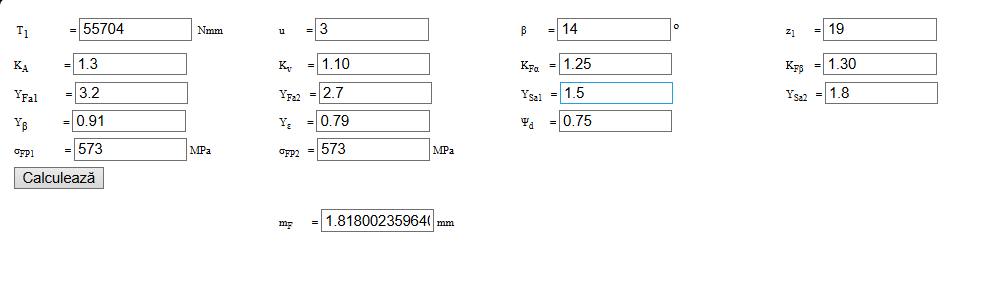 T1 = 55704 Nmm u = 3 β = 14 ° z1 = 19
KA = 1.3 Kv = 1.10 KFα = 1.25 KFβ = 1.30
YFa1 = 3.2 YFa2 = 2.7 YSa1 = 1.5 YSa2 = 1.8
Yβ = 0.91 Yε = 0.79 Ψd = 0.75
σFP1 = 573 MPa σFP2 = 573 MPa
Calculează
mF = 1.81800235964 mm